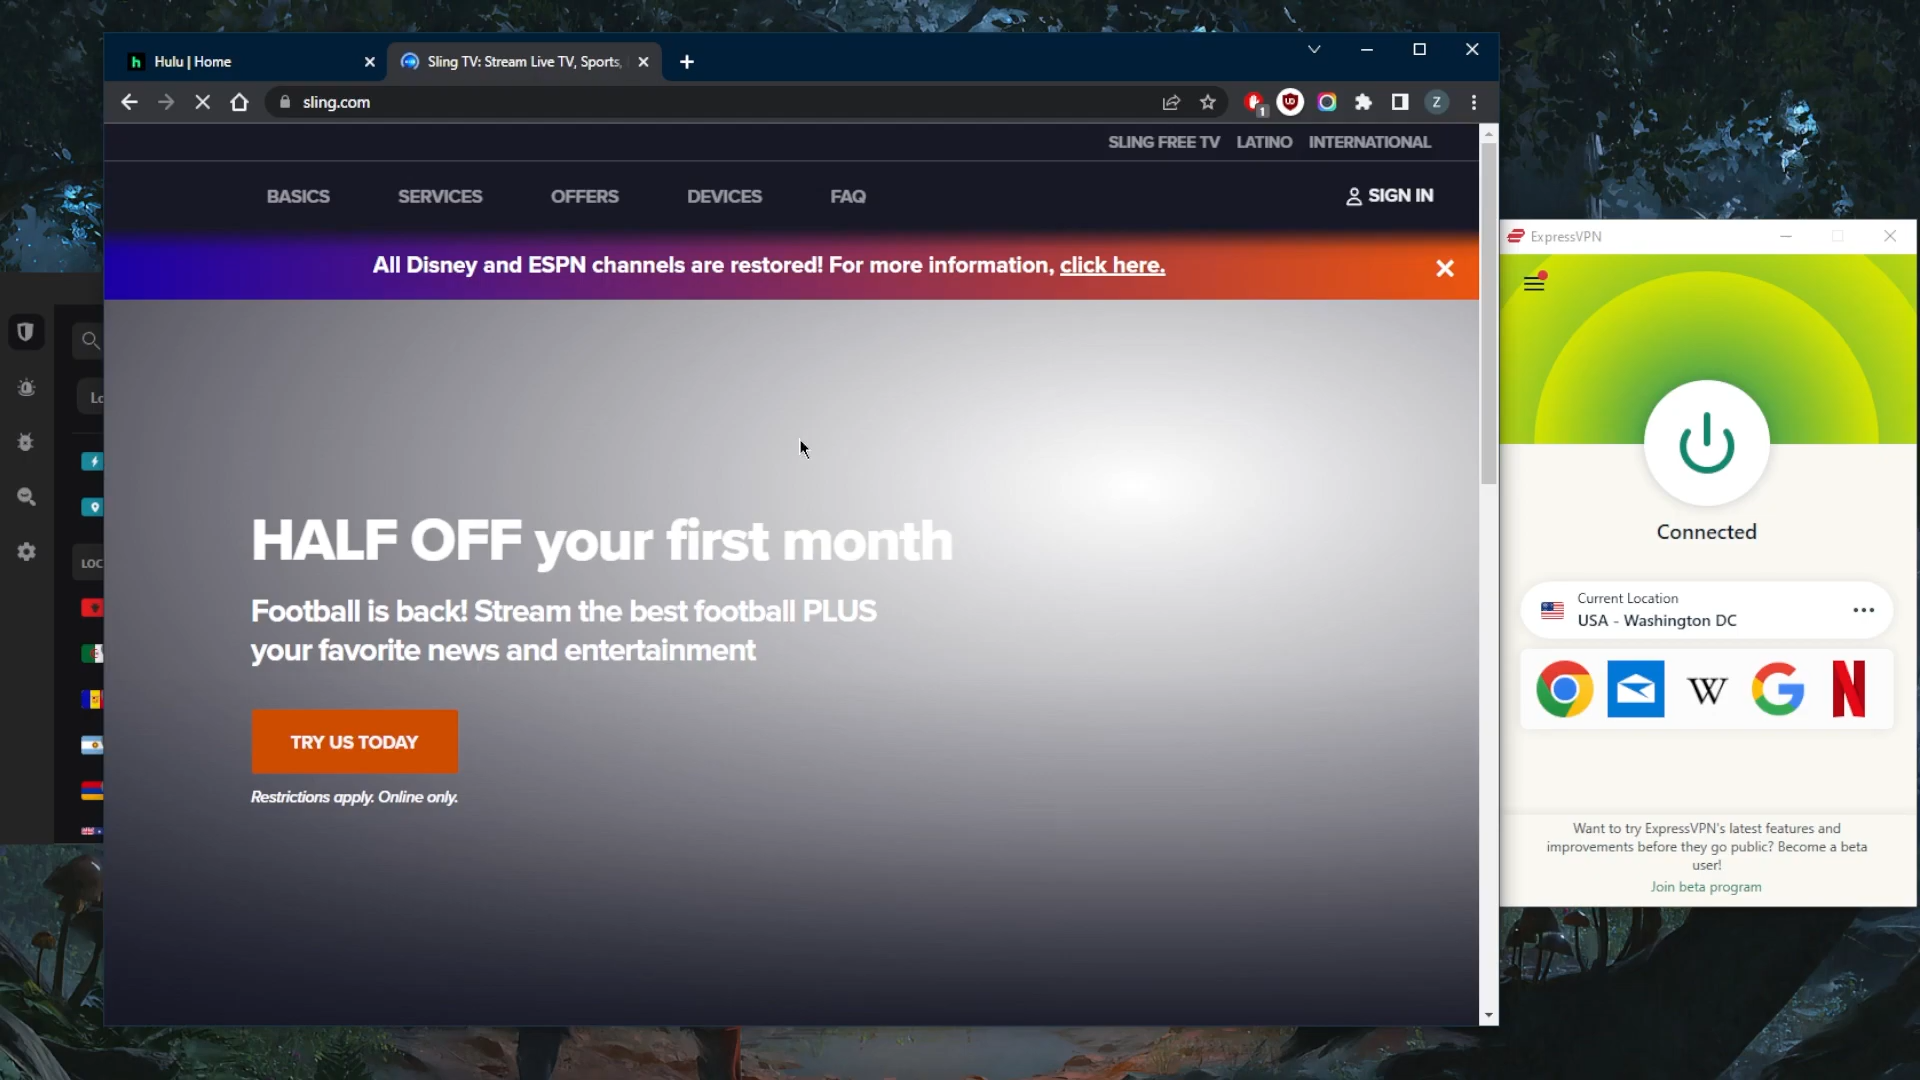 Hulu | Home
Sling TV: Stream Live TV, Sports,
sling.com
1
Z
SLING FREE TV LATINO INTERNATIONAL
BASICS SERVICES OFFERS DEVICES FAQ
SIGN IN
All Disney and ESPN channels are restored! For more information, click here.
HALF OFF your first month
Football is back! Stream the best football PLUS
your favorite news and entertainment
TRY US TODAY
Restrictions apply. Online only.
Lo
LOC
ExpressVPN
Connected
Current Location
USA - Washington DC
W
G
N
Want to try ExpressVPN's latest features and
improvements before they go public? Become a beta
user!
Join beta program